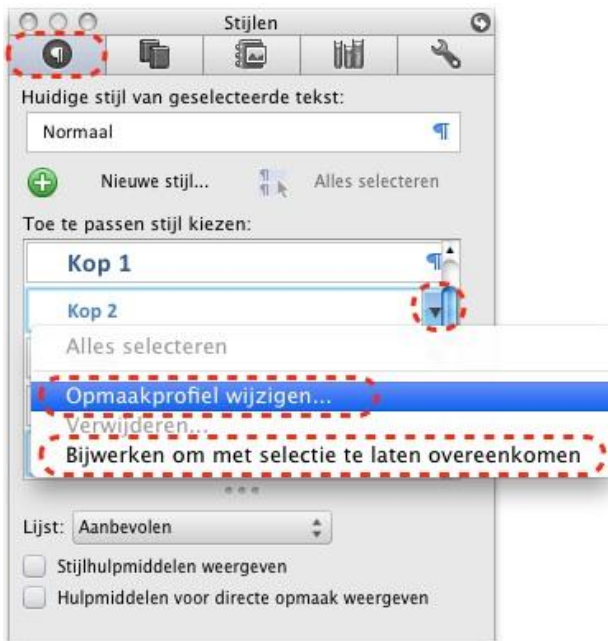 Stijlen
Huidige stijl van geselecteerde tekst:
Normaal
Nieuwe stijl...
Alles selecteren
Toe te passen stijl kiezen:
Kop 1
Kop 2
Alles selecteren
Opmaakprofiel wijzigen...
Verwijderen...
Bijwerken om met selectie te laten overeenkomen
Lijst: Aanbevolen
Stijlhulpmiddelen weergeven
Hulpmiddelen voor directe opmaak weergeven